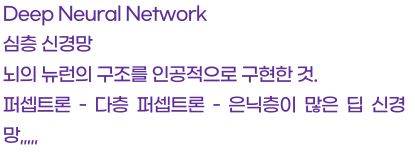 Deep Neural Network
심층 신경망
뇌의 뉴런의 구조를 인공적으로 구현한 것.
퍼셉트론 - 다층 퍼셉트론 - 은닉층이 많은 딥 신경
망,,,,,